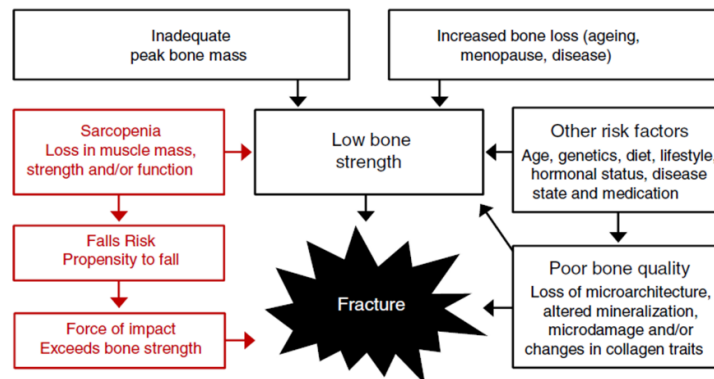 Inadequate
peak bone mass
Increased bone loss (ageing,
menopause, disease)
Sarcopenia
Loss in muscle mass,
strength and/or function
Low bone
strength
Other risk factors
Age, genetics, diet, lifestyle,
hormonal status, disease
state and medication
Falls Risk
Propensity to fall
Fracture
Poor bone quality
Loss of microarchitecture,
altered mineralization,
microdamage and/or
changes in collagen traits
Force of impact
Exceeds bone strength